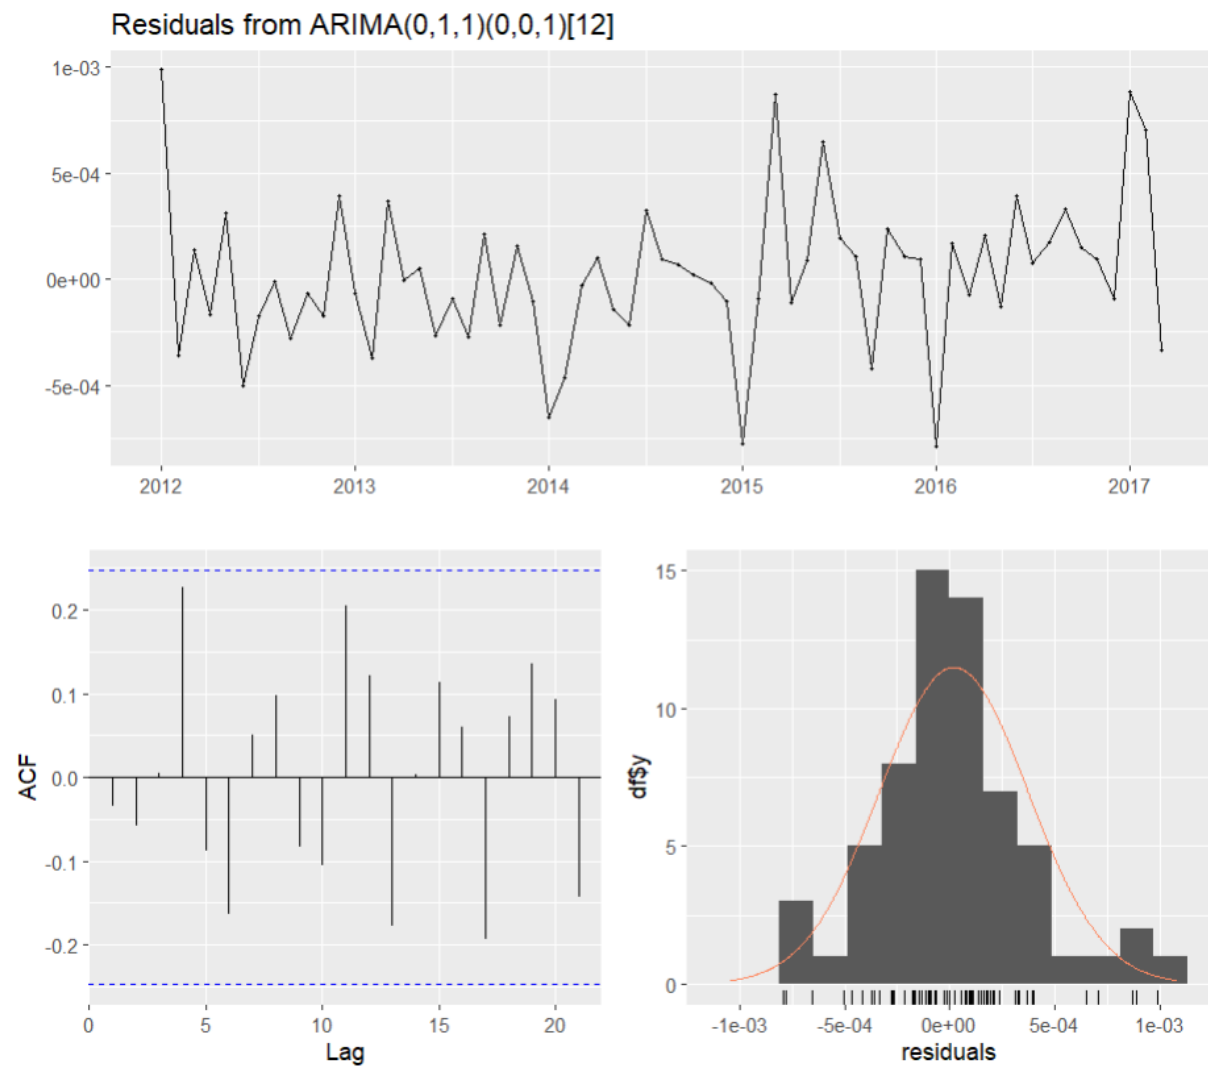 Residuals from ARIMA(0,1,1)(0,0,1)[12]
1e-03
5e-04
0e+00
-5e-04
2012 2013 2014 2015 2016 2017
ACF
0.2
0.1
0.0
-0.1
-0.2
0 5 10 15 20
Lag
df$y
15
10
5
0
-1e-03 -5e-04 0e+00 5e-04 1e-03
residuals